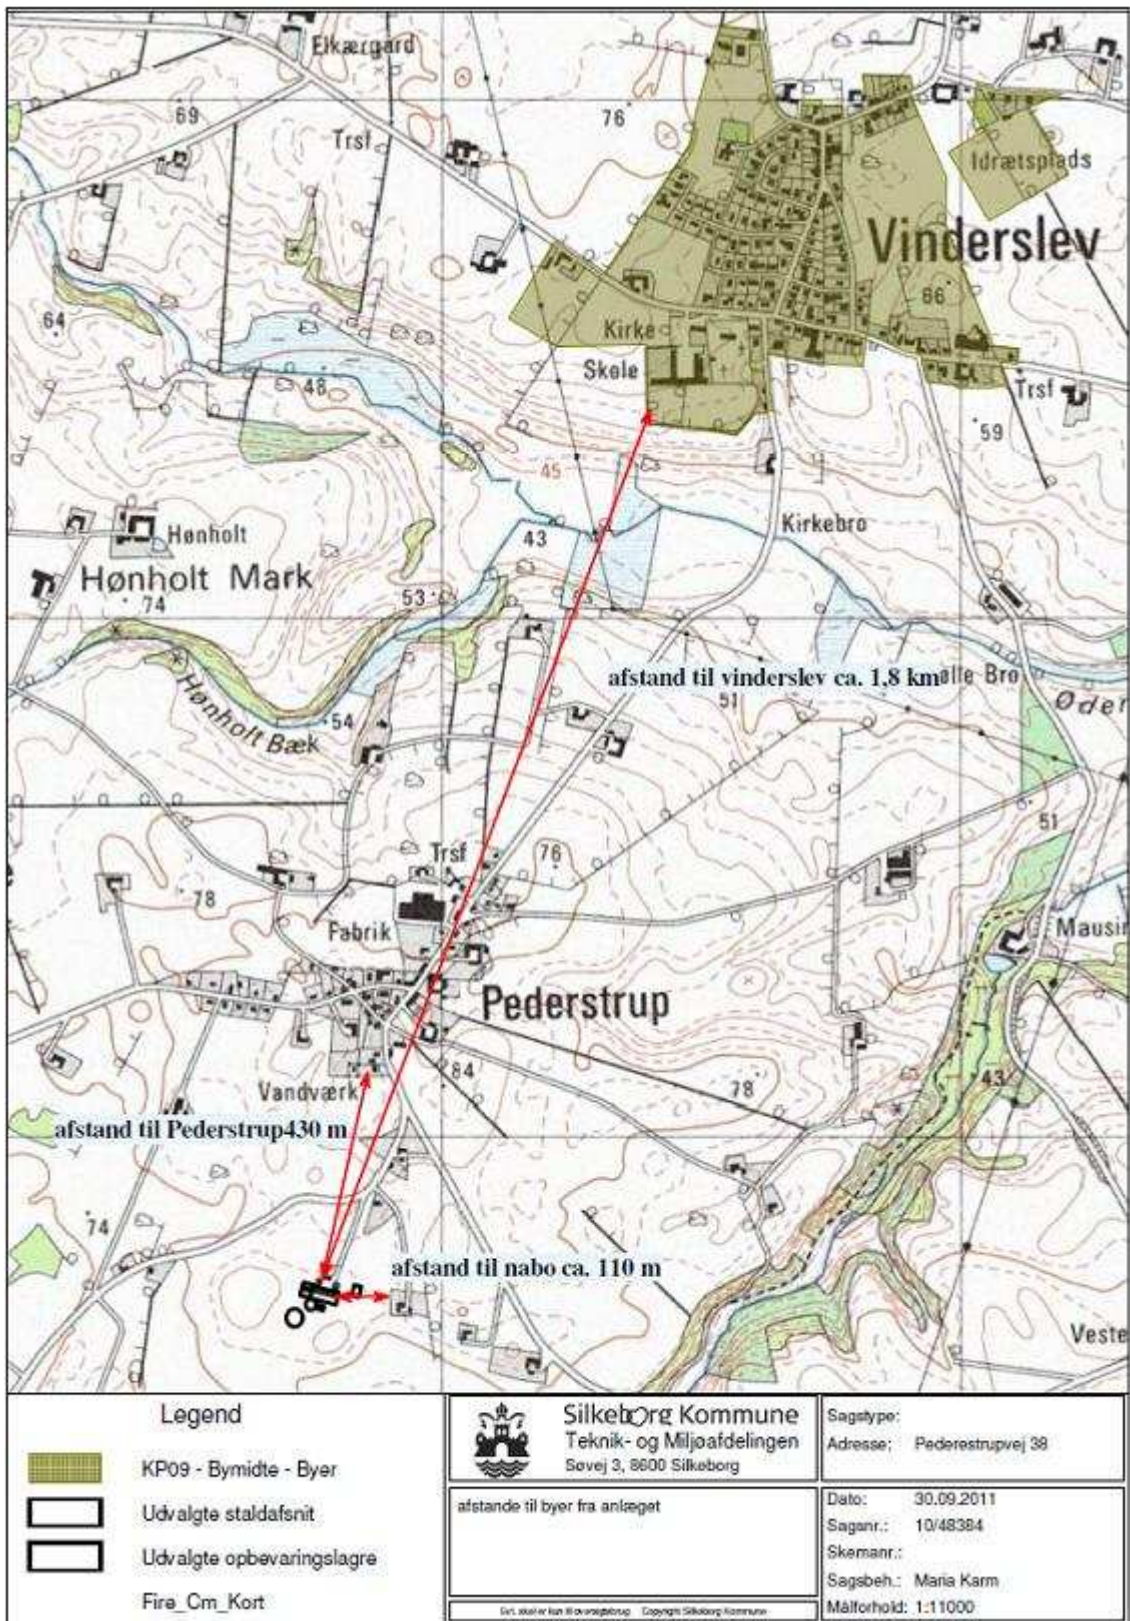 Elkærgard
69
Trsf
76
Idrætsplads
Vinderslev
66
64
Kirke
Skole
48
Trsf
59
45
Kirkebro
Hønholt
43
Hønholt Mark
74
53
afstand til vinderslev ca. 1,8 km
ølle Bro
51
Øder
Hønholt Bæk
54
51
Trsf
76
78
Fabrik
Mausin
Pederstrup
84
78
43
Vandværk
afstand til Pederstrup430 m
74
afstand til nabo ca. 110 m
Veste
Legend
KP09 - Bymidte - Byer
Udvalgte staldafsnit
Udvalgte opbevaringslagre
Fire_Cm_Kort
Silkeborg Kommune
Teknik- og Miljøafdelingen
Søvej 3, 8600 Silkeborg
afstande til byer fra anlæget
Copyright Silkeborg Kommune
Sagstype:
Adresse: Pederestrupvej 38
Dato: 30.09.2011
Sagsnr.: 10/48384
Skemanr.:
Sagsbeh.: Maria Karm
Målforhold: 1:11000